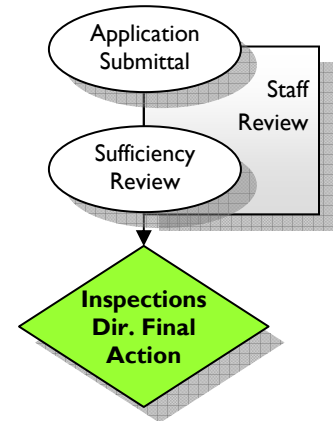 Application
Submittal
Staff
Review
Sufficiency
Review
Inspections
Dir. Final
Action